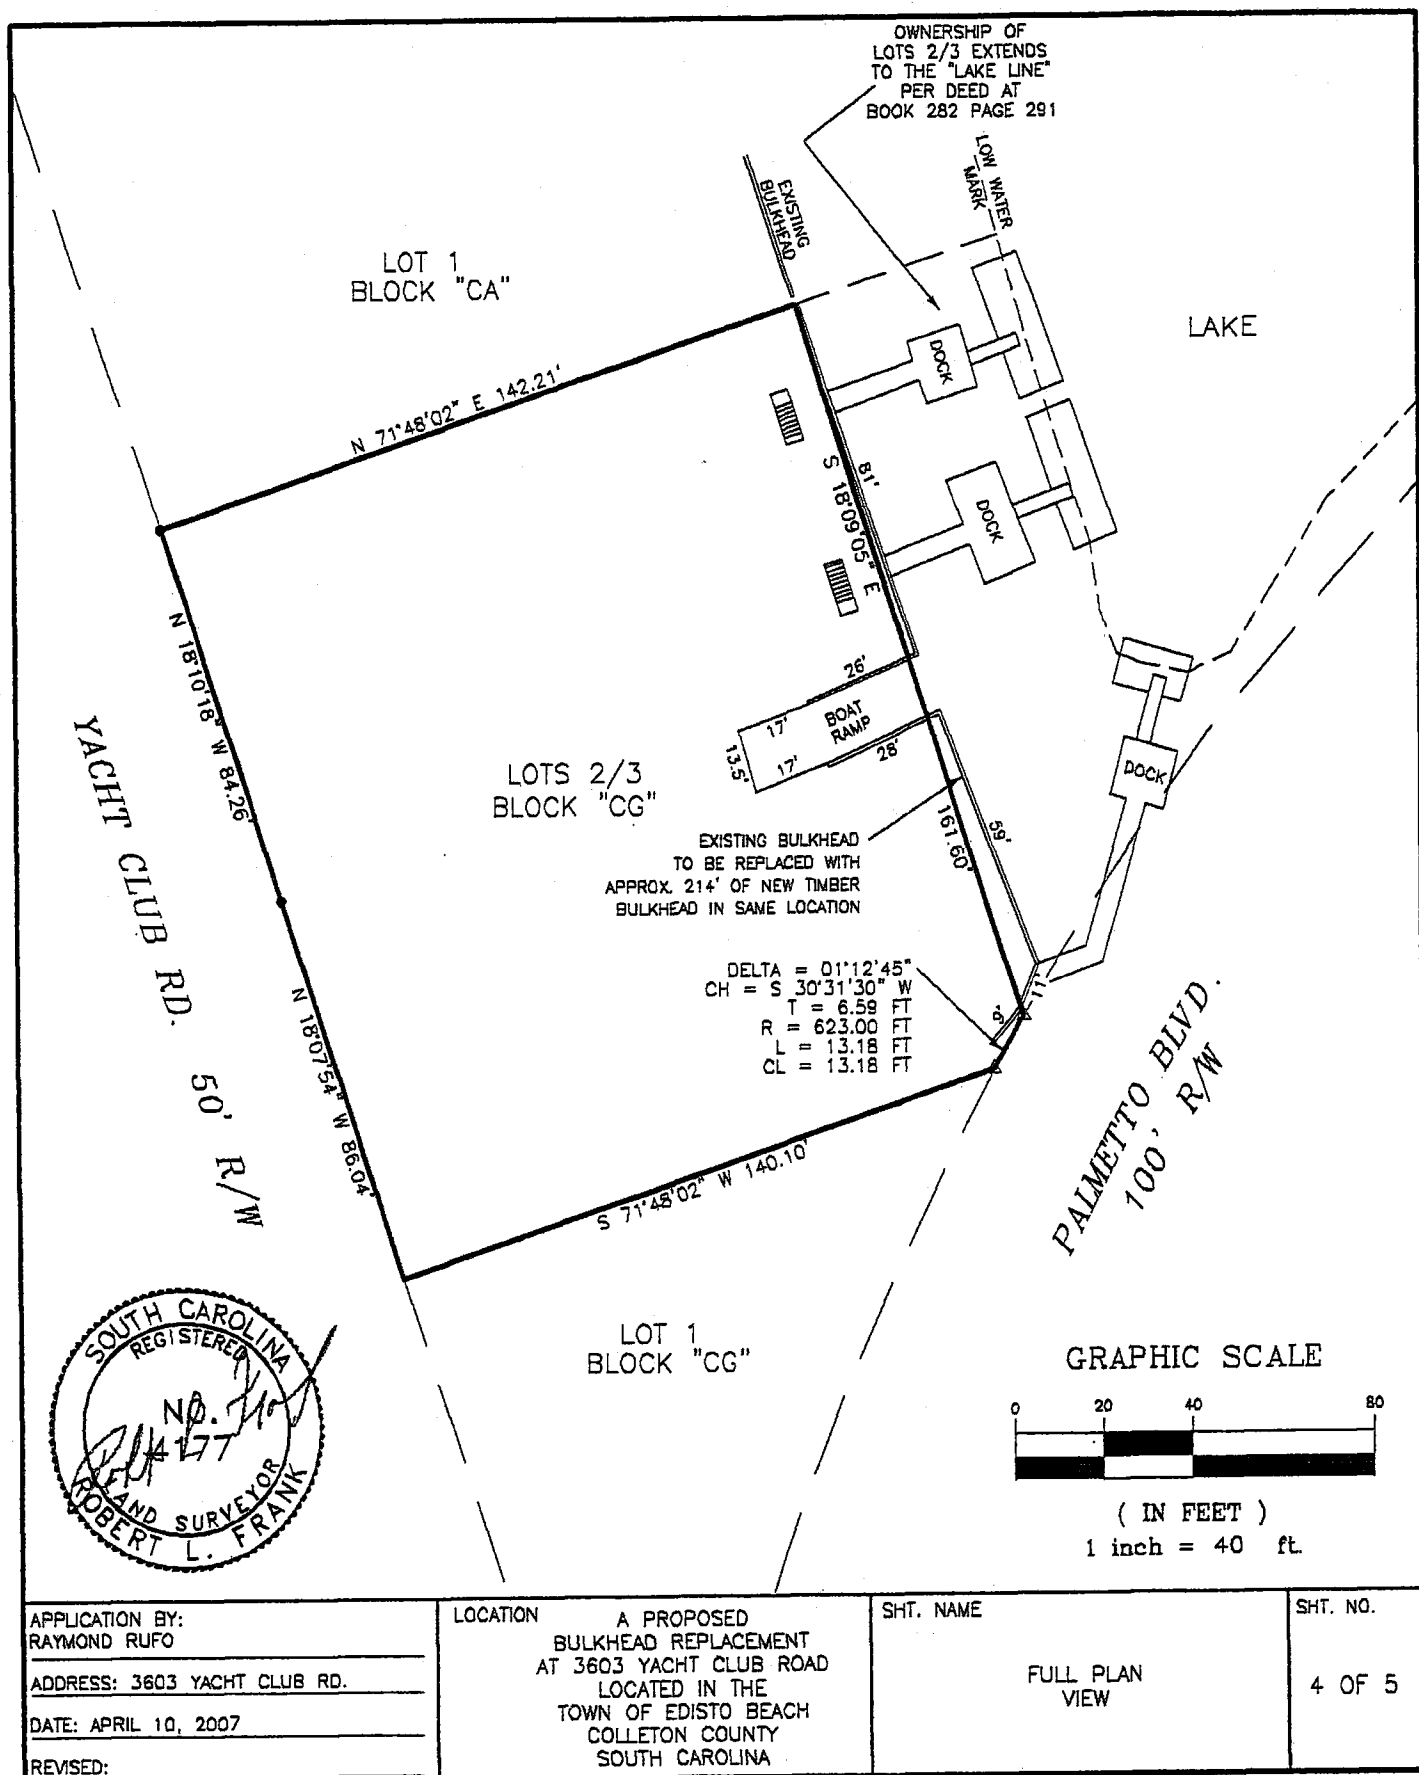 OWNERSHIP OF
LOTS 2/3 EXTENDS
TO THE "LAKE LINE"
PER DEED AT
BOOK 282 PAGE 291
LOW WATER
MARK
EXISTING
BULKHEAD
LOT 1
BLOCK "CA"
LAKE
DOCK
N 71°48'02" E 142.21'
81'
S 18°09'05" E
161.60'
DOCK
N 18°10'18" W 84.26'
26'
17'
BOAT
RAMP
13.5'
17'
28'
DOCK
LOTS 2/3
BLOCK "CG"
59'
EXISTING BULKHEAD
TO BE REPLACED WITH
APPROX. 214' OF NEW TIMBER
BULKHEAD IN SAME LOCATION
YACHT CLUB RD. 50' R/W
DELTA = 01°12'45"
CH = S 30°31'30" W
T = 6.59 FT
R = 623.00 FT
L = 13.18 FT
CL = 13.18 FT
11'
N 18°07'54" W 86.04'
PALMETTO BLVD.
100' R/W
S 71°48'02" W 140.10'
LOT 1
BLOCK "CG"
SOUTH CAROLINA
REGISTERED
NO.
4177
LAND SURVEYOR
ROBERT L. FRANK
GRAPHIC SCALE
0 20 40 80
( IN FEET )
1 inch = 40 ft.
APPLICATION BY:
RAYMOND RUFO
ADDRESS: 3603 YACHT CLUB RD.
DATE: APRIL 10, 2007
REVISED:
LOCATION A PROPOSED
BULKHEAD REPLACEMENT
AT 3603 YACHT CLUB ROAD
LOCATED IN THE
TOWN OF EDISTO BEACH
COLLETON COUNTY
SOUTH CAROLINA
SHT. NAME
FULL PLAN
VIEW
SHT. NO.
4 OF 5